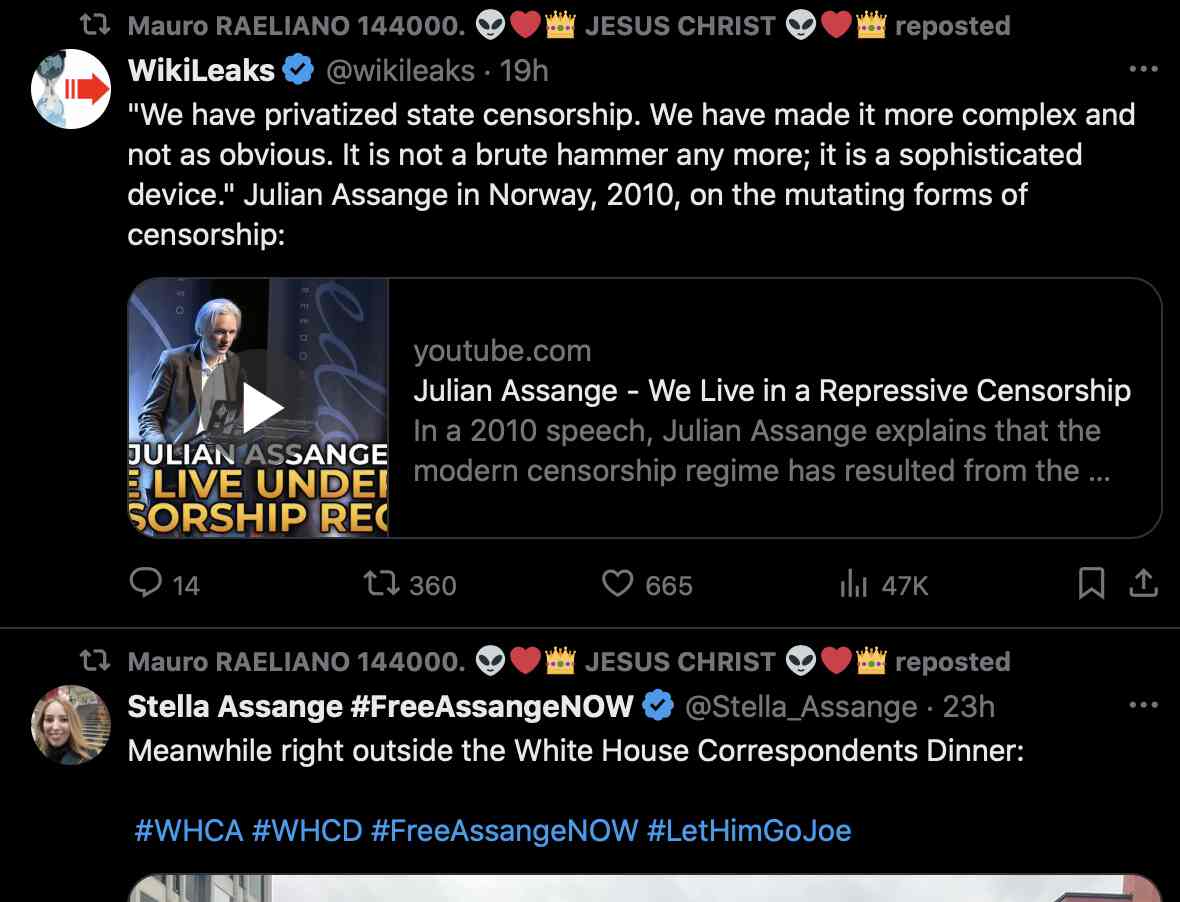 Mauro RAELIANO 144000. 👽❤️👑 JESUS CHRIST 👽❤️👑 reposted
WikiLeaks @wikileaks · 19h
"We have privatized state censorship. We have made it more complex and
not as obvious. It is not a brute hammer any more; it is a sophisticated
device." Julian Assange in Norway, 2010, on the mutating forms of
censorship:
JULIAN ASSANGE
E LIVE UNDER
SORSHIP REG
youtube.com
Julian Assange - We Live in a Repressive Censorship
In a 2010 speech, Julian Assange explains that the
modern censorship regime has resulted from the ...
14 360 665 47K
Mauro RAELIANO 144000. 👽❤️👑 JESUS CHRIST 👽❤️👑 reposted
Stella Assange #FreeAssangeNOW @Stella_Assange · 23h
Meanwhile right outside the White House Correspondents Dinner:
#WHCA #WHCD #FreeAssangeNOW #LetHimGoJoe